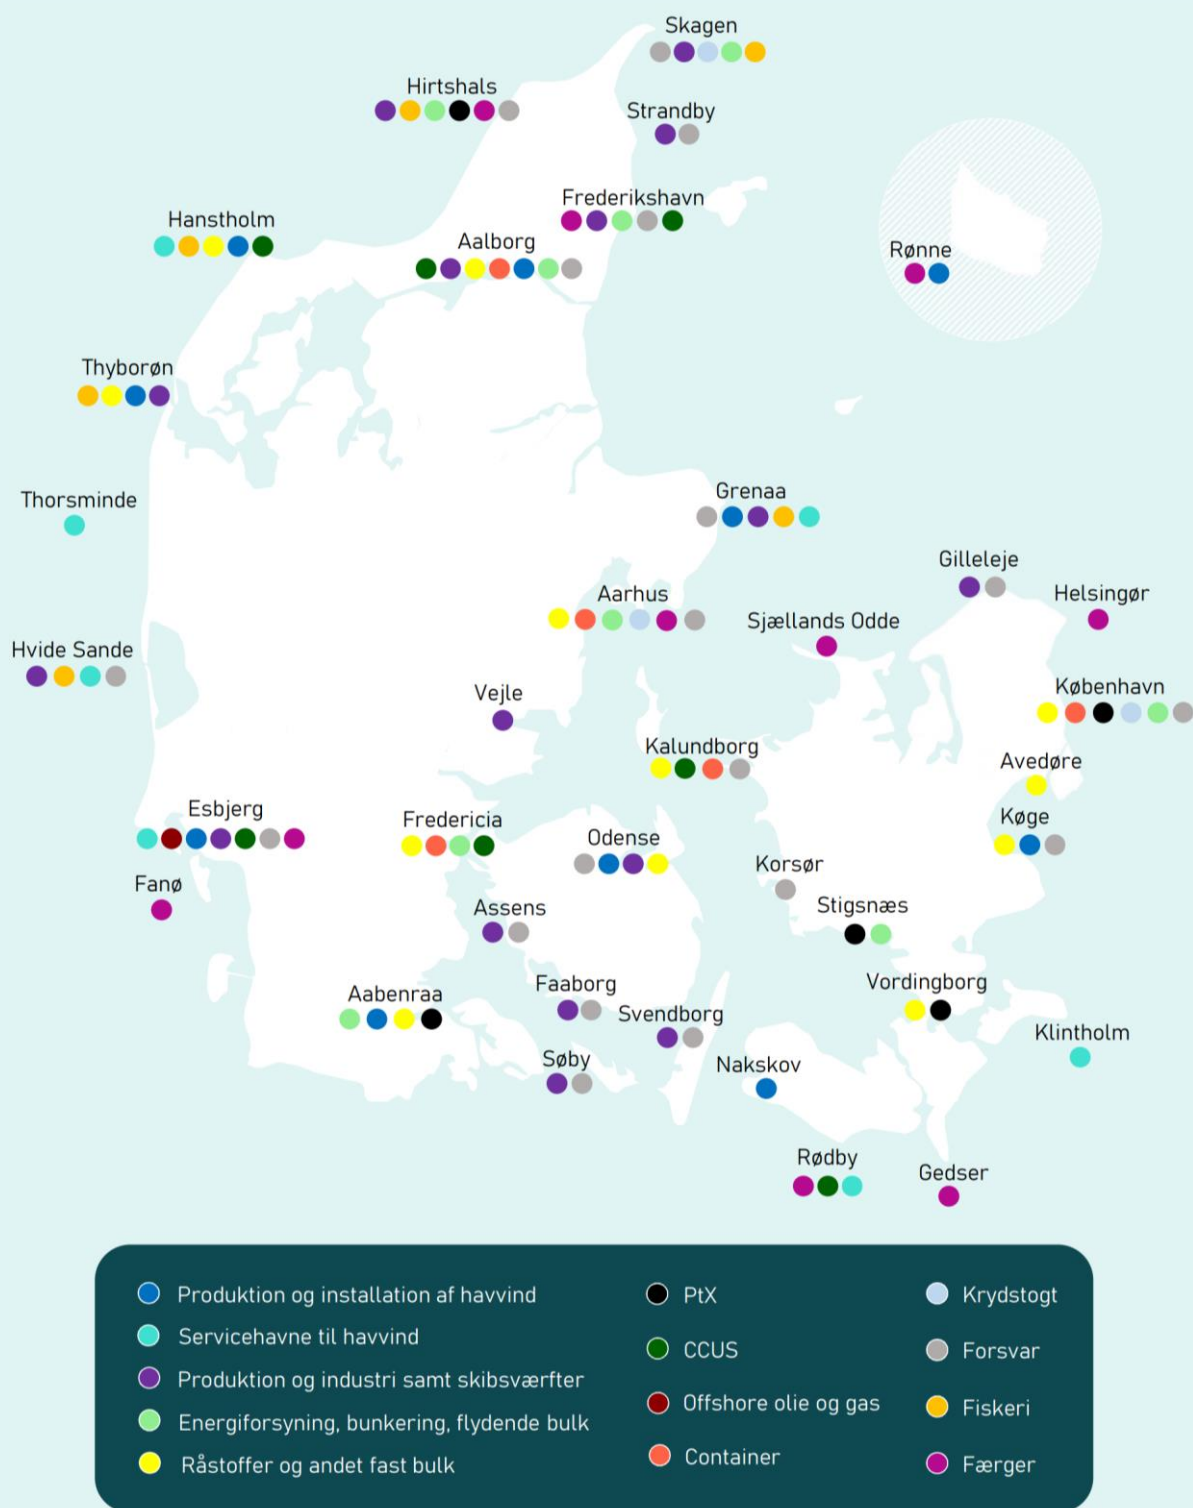 Skagen
Hirtshals
Strandby
Frederikshavn
Hanstholm
Aalborg
Rønne
Thyborøn
Thorsminde
Grenaa
Gilleleje
Aarhus
Helsingør
Sjællands Odde
Hvide Sande
København
Vejle
Kalundborg
Avedøre
Esbjerg
Fredericia
Køge
Odense
Korsør
Fanø
Assens
Stigsnæs
Faaborg
Vordingborg
Aabenraa
Svendborg
Klintholm
Søby
Nakskov
Rødby
Gedser
Produktion og installation af havvind
Servicehavne til havvind
Produktion og industri samt skibsværfter
Energiforsyning, bunkering, flydende bulk
Råstoffer og andet fast bulk
PtX
CCUS
Offshore olie og gas
Container
Krydstogt
Forsvar
Fiskeri
Færger